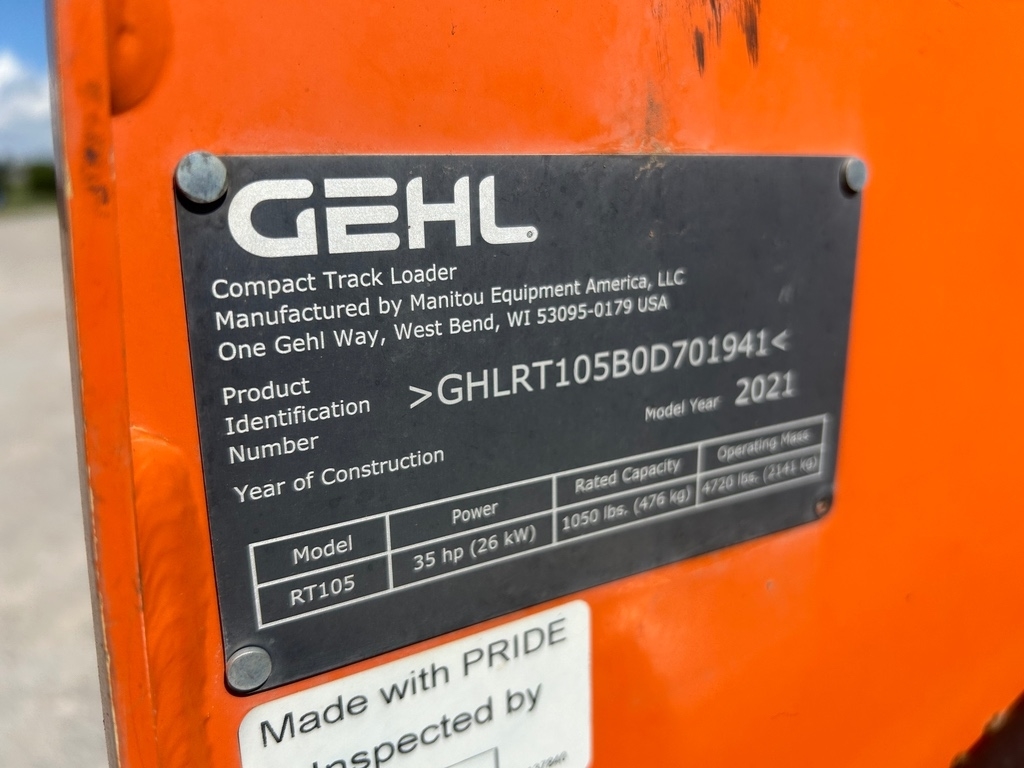 GEHL
Compact Track Loader
Manufactured by Manitou Equipment America, LLC
One Gehl Way, West Bend, WI 53095-0179 USA
Product
Identification
Number
>GHLRT105B0D701941<
Model Year 2021
Year of Construction
Model Power Rated Capacity Operating Mass
RT105 35 hp (26 kW) 1050 lbs. (476 kg) 4720 lbs. (2141 kg)
Made with PRIDE
Inspected by